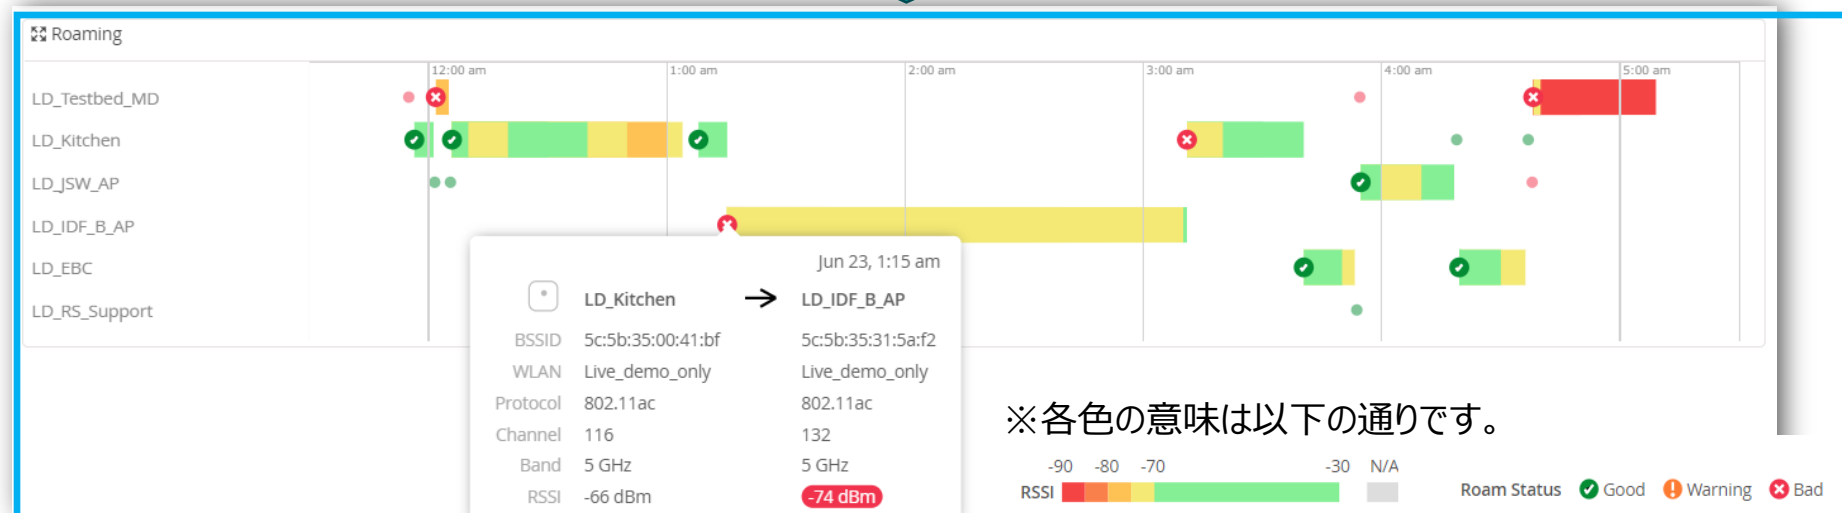 Roaming
12:00 am 1:00 am 2:00 am 3:00 am 4:00 am 5:00 am
LD_Testbed_MD
LD_Kitchen
LD_JSW_AP
LD_IDF_B_AP
LD_EBC
LD_RS_Support
Jun 23, 1:15 am
LD_Kitchen → LD_IDF_B_AP
BSSID 5c:5b:35:00:41:bf 5c:5b:35:31:5a:f2
WLAN Live_demo_only Live_demo_only
Protocol 802.11ac 802.11ac
Channel 116 132
Band 5 GHz 5 GHz
RSSI -66 dBm -74 dBm
※各色の意味は以下の通りです。
-90 -80 -70 -30 N/A
RSSI
Roam Status Good Warning Bad